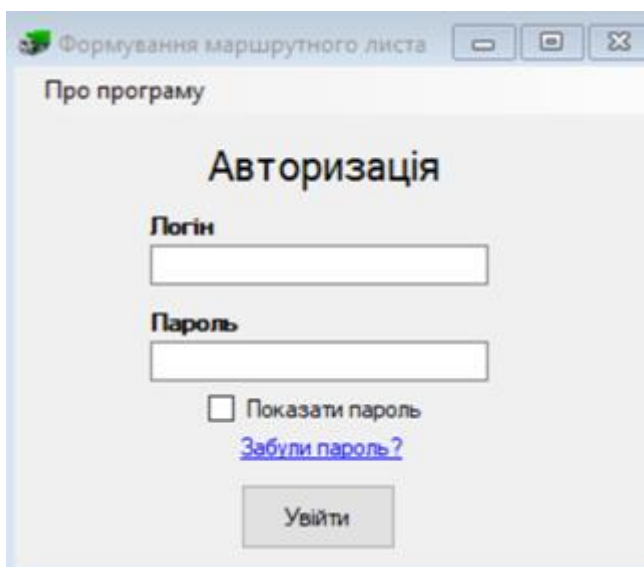 Формування маршрутного листа
Про програму
Авторизація
Логін
Пароль
Показати пароль
Забули пароль?
Увійти